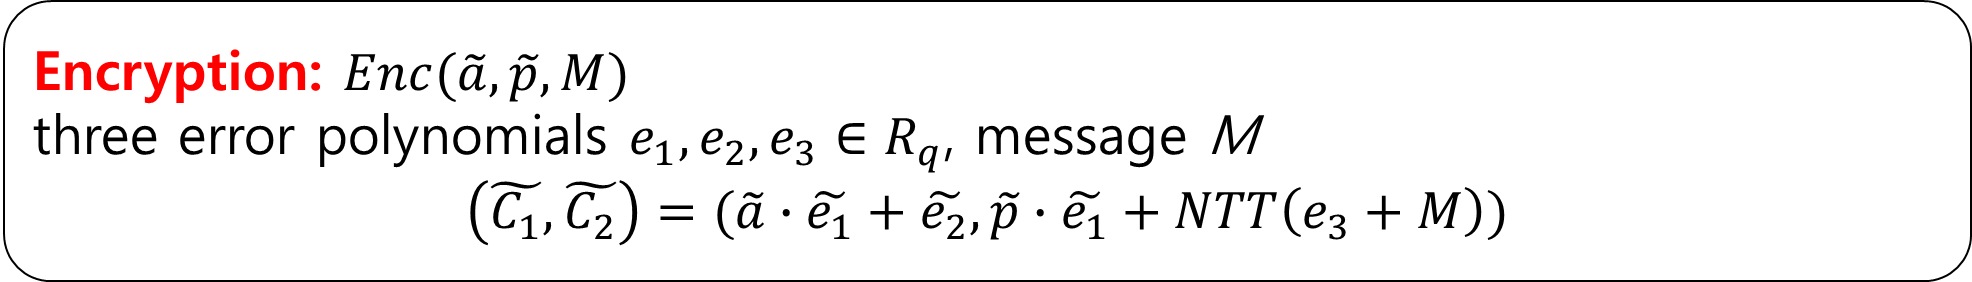 Encryption: Enc(ã, p̃, M)
three error polynomials e₁, e₂, e₃ ∈ R_q, message M
(C̃₁, C̃₂) = (ã · ẽ₁ + ẽ₂, p̃ · ẽ₁ + NTT(e₃ + M))